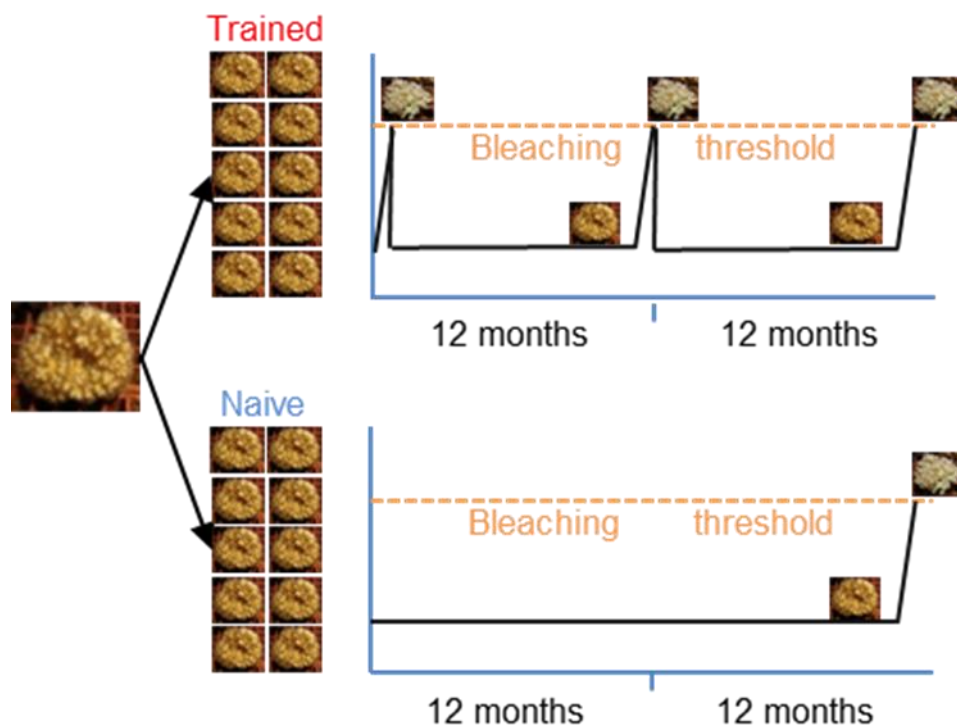 Trained
Bleaching threshold
12 months 12 months
Naive
Bleaching threshold
12 months 12 months